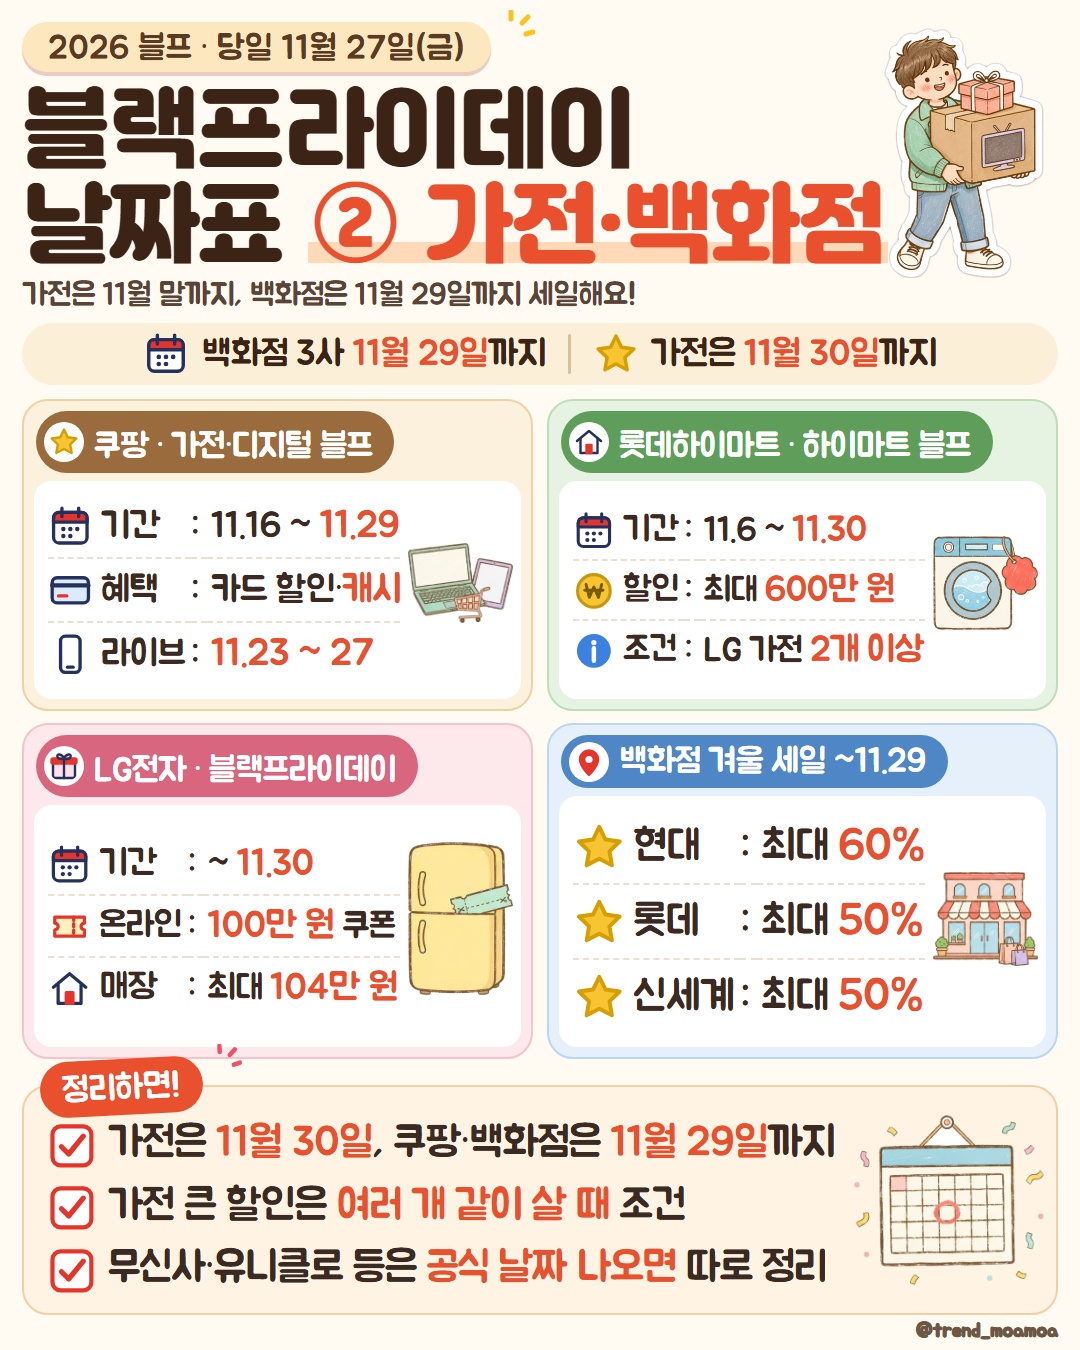 2026 블프 · 당일 11월 27일(금)
블랙프라이데이
날짜표 ② 가전·백화점
가전은 11월 말까지, 백화점은 11월 29일까지 세일해요!
백화점 3사 11월 29일까지
가전은 11월 30일까지
쿠팡 · 가전·디지털 블프
기간 : 11.16 ~ 11.29
혜택 : 카드 할인·캐시
라이브 : 11.23 ~ 27
롯데하이마트 · 하이마트 블프
기간 : 11.6 ~ 11.30
할인 : 최대 600만 원
조건 : LG 가전 2개 이상
LG전자 · 블랙프라이데이
기간 : ~ 11.30
온라인 : 100만 원 쿠폰
매장 : 최대 104만 원
백화점 겨울 세일 ~11.29
현대 : 최대 60%
롯데 : 최대 50%
신세계 : 최대 50%
정리하면!
가전은 11월 30일, 쿠팡·백화점은 11월 29일까지
가전 큰 할인은 여러 개 같이 살 때 조건
무신사·유니클로 등은 공식 날짜 나오면 따로 정리
@trend_moamoa